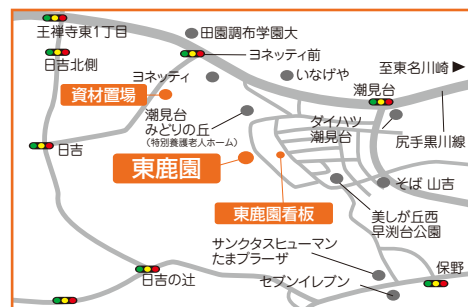 王禅寺東1丁目
田園調布学園大
日吉北側
ヨネッティ前
至東名川崎
ヨネッティ
いなげや
潮見台
資材置場
潮見台
みどりの丘
(特別養護老人ホーム)
ダイハツ
潮見台
尻手黒川線
日吉
東鹿園
東鹿園看板
そば 山吉
美しが丘西
早渕台公園
サンクタスヒューマン
たまプラーザ
保野
日吉の辻
セブンイレブン